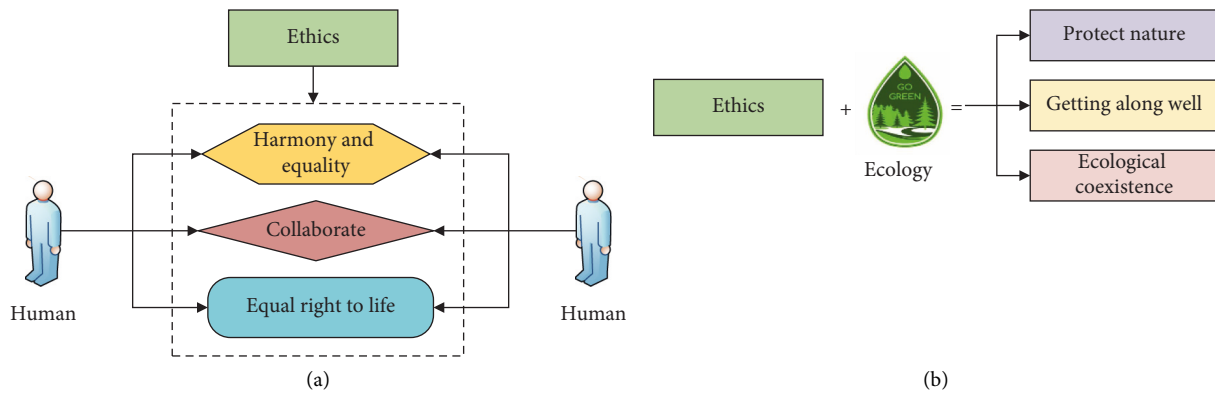 Ethics
Harmony and
equality
Collaborate
Equal right to life
Human
Human
(a)
Ethics
+
GO
GREEN
Ecology
=
Protect nature
Getting along well
Ecological
coexistence
(b)